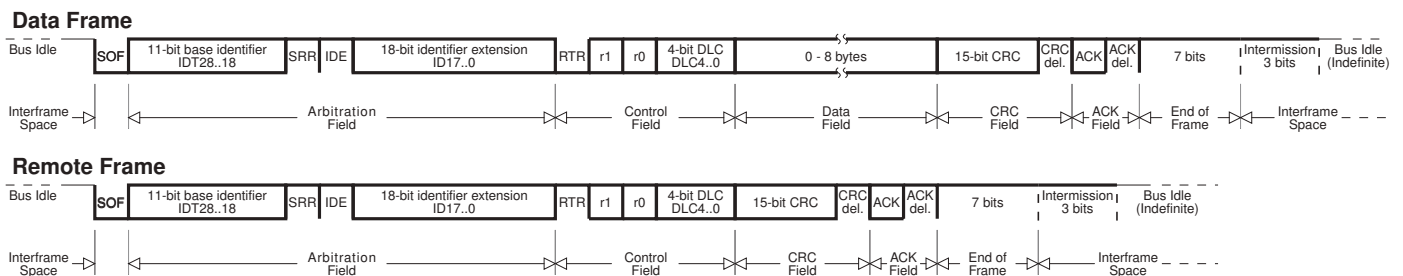 Data Frame
Bus Idle
SOF
11-bit base identifier
IDT28..18
SRR
IDE
18-bit identifier extension
ID17..0
RTR
r1
r0
4-bit DLC
DLC4..0
0 - 8 bytes
15-bit CRC
CRC
del.
ACK
ACK
del.
7 bits
Intermission
3 bits
Bus Idle
(Indefinite)
Interframe
Space
Arbitration
Field
Control
Field
Data
Field
CRC
Field
ACK
Field
End of
Frame
Interframe
Space
Remote Frame
Bus Idle
SOF
11-bit base identifier
IDT28..18
SRR
IDE
18-bit identifier extension
ID17..0
RTR
r1
r0
4-bit DLC
DLC4..0
15-bit CRC
CRC
del.
ACK
ACK
del.
7 bits
Intermission
3 bits
Bus Idle
(Indefinite)
Interframe
Space
Arbitration
Field
Control
Field
CRC
Field
ACK
Field
End of
Frame
Interframe
Space